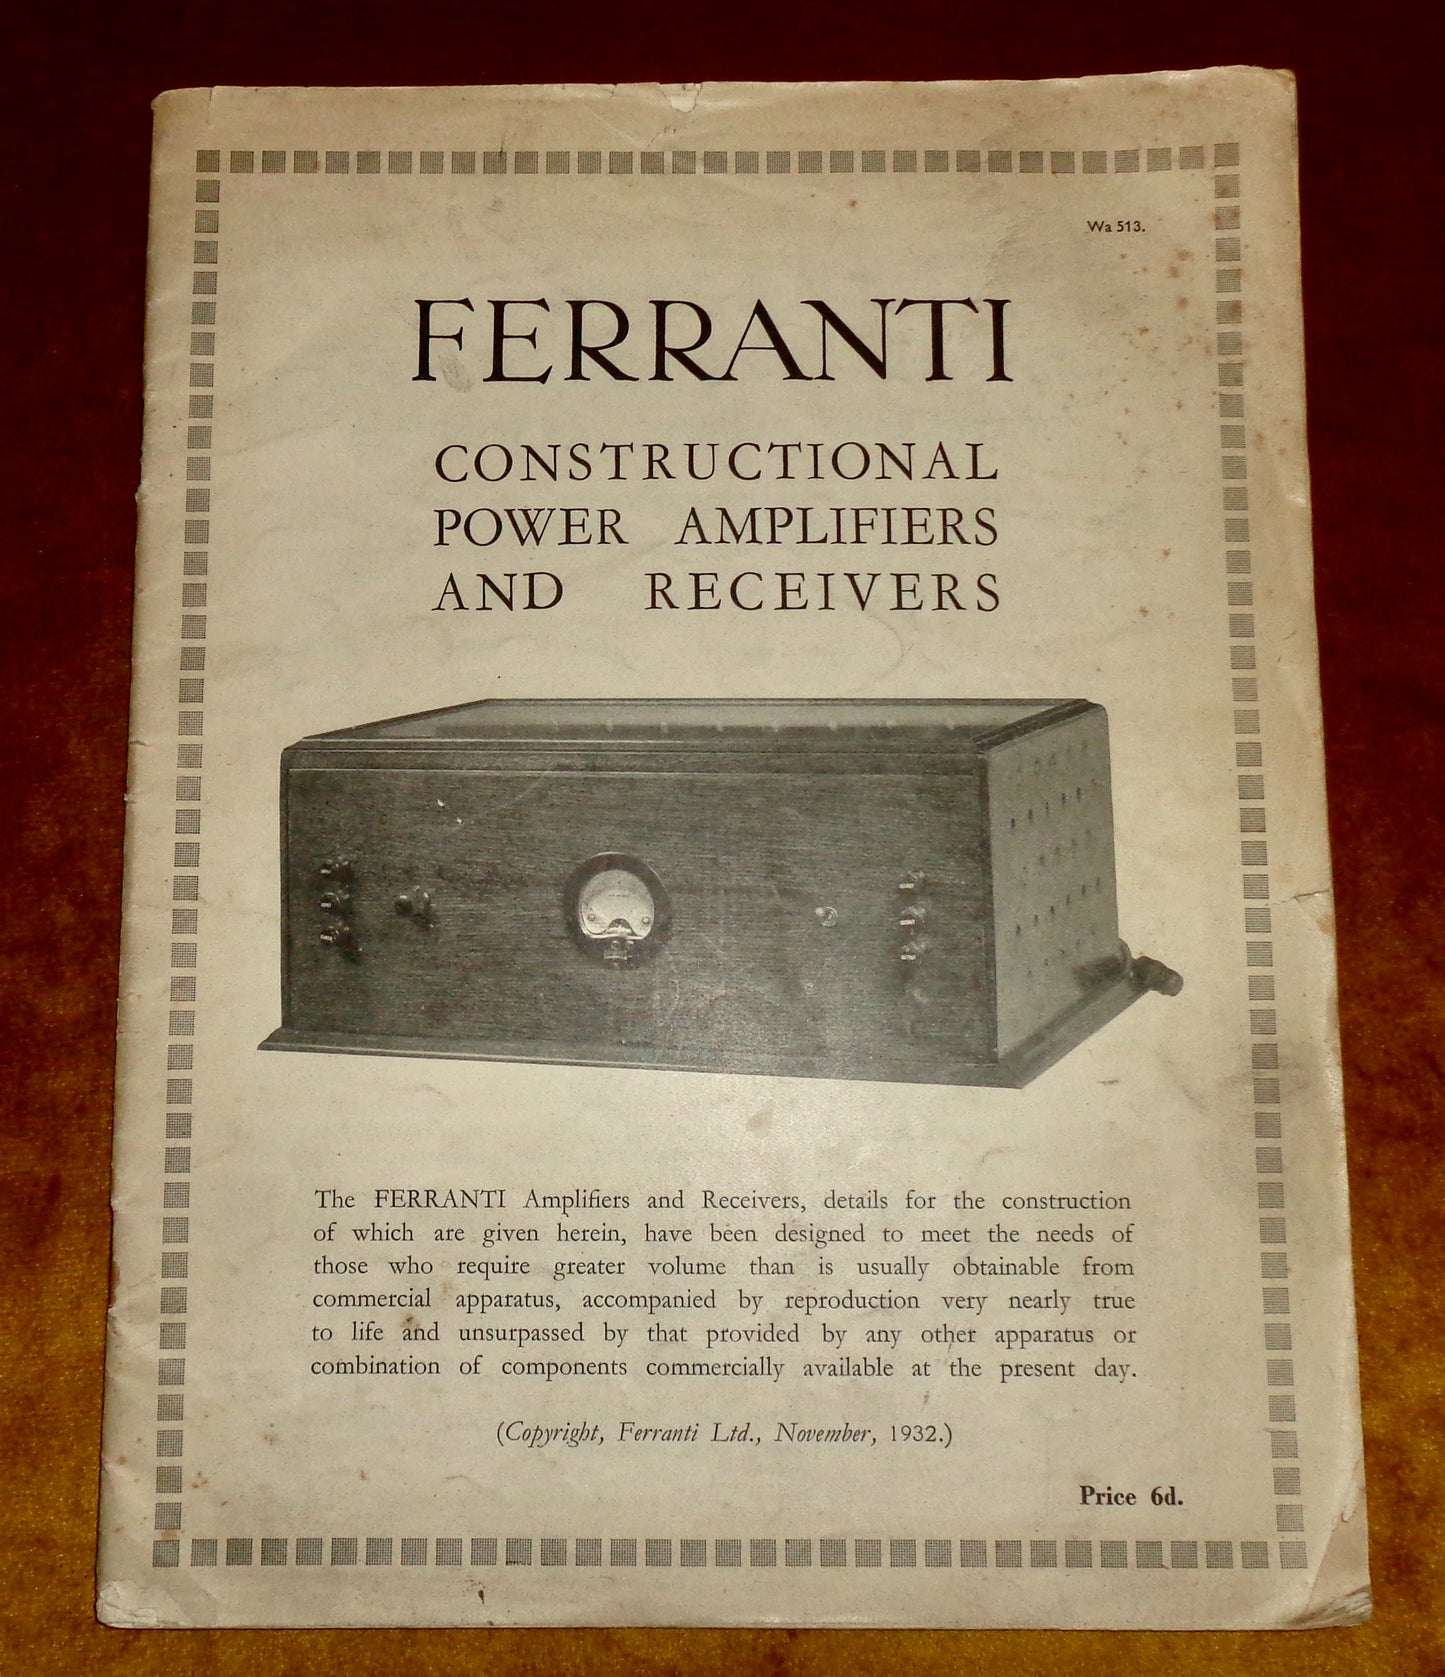 Wa 513.
FERRANTI
CONSTRUCTIONAL
POWER AMPLIFIERS
AND RECEIVERS
The FERRANTI Amplifiers and Receivers, details for the construction
of which are given herein, have been designed to meet the needs of
those who require greater volume than is usually obtainable from
commercial apparatus, accompanied by reproduction very nearly true
to life and unsurpassed by that provided by any other apparatus or
combination of components commercially available at the present day.
(Copyright, Ferranti Ltd., November, 1932.)
Price 6d.